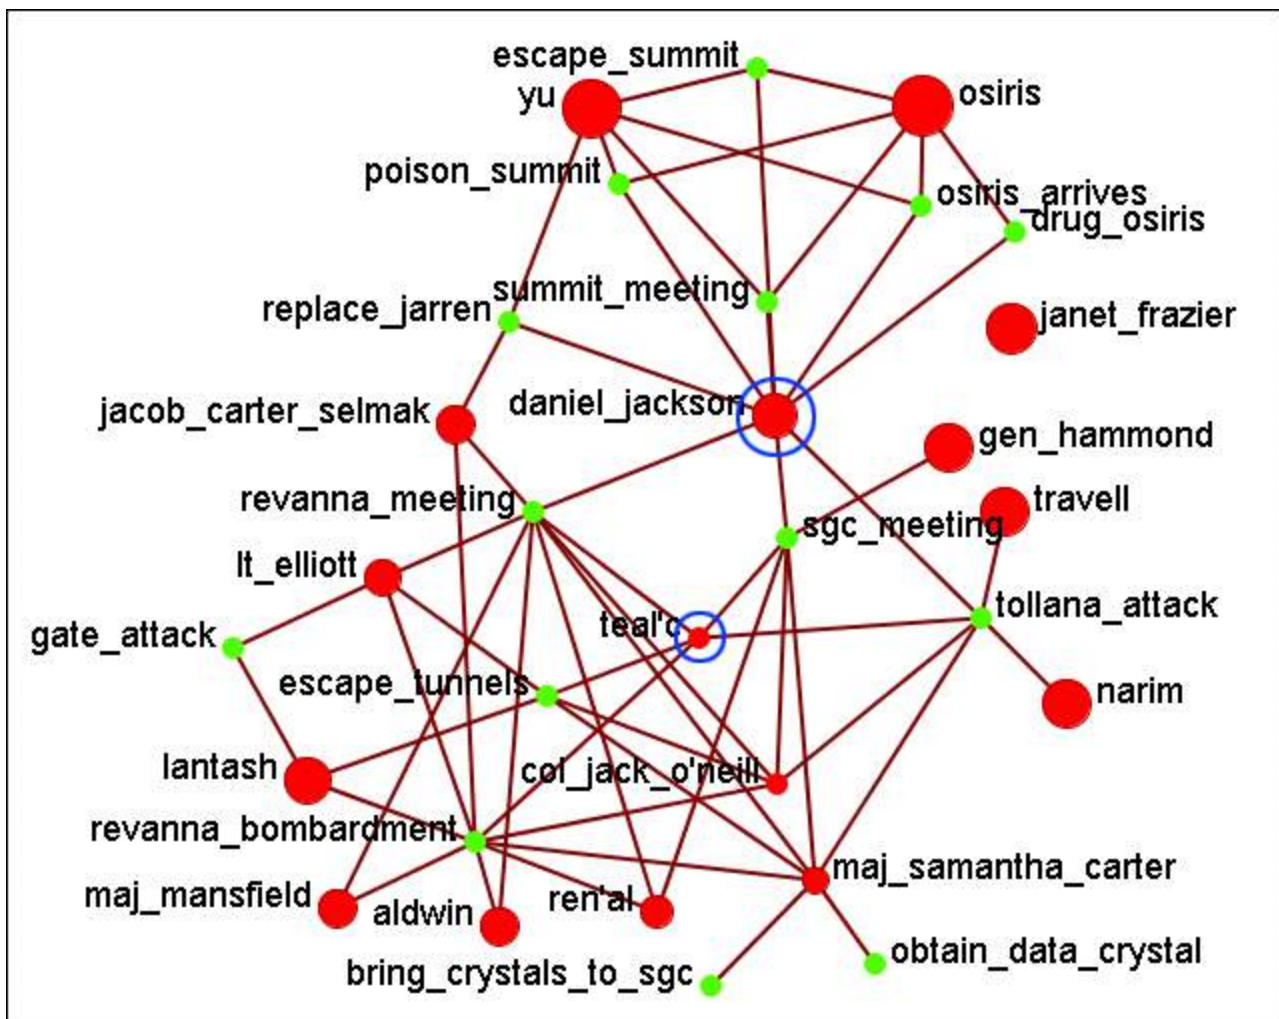 escape_summit
yu
osiris
poison_summit
osiris_arrives
drug_osiris
summit_meeting
replace_jarren
janet_frazier
daniel_jackson
jacob_carter_selmak
gen_hammond
revanna_meeting
travell
sgc_meeting
lt_elliott
tollana_attack
teal'c
gate_attack
escape_tunnels
narim
lantash
col_jack_o'neill
revanna_bombardment
maj_samantha_carter
maj_mansfield
ren'al
aldwin
obtain_data_crystal
bring_crystals_to_sgc